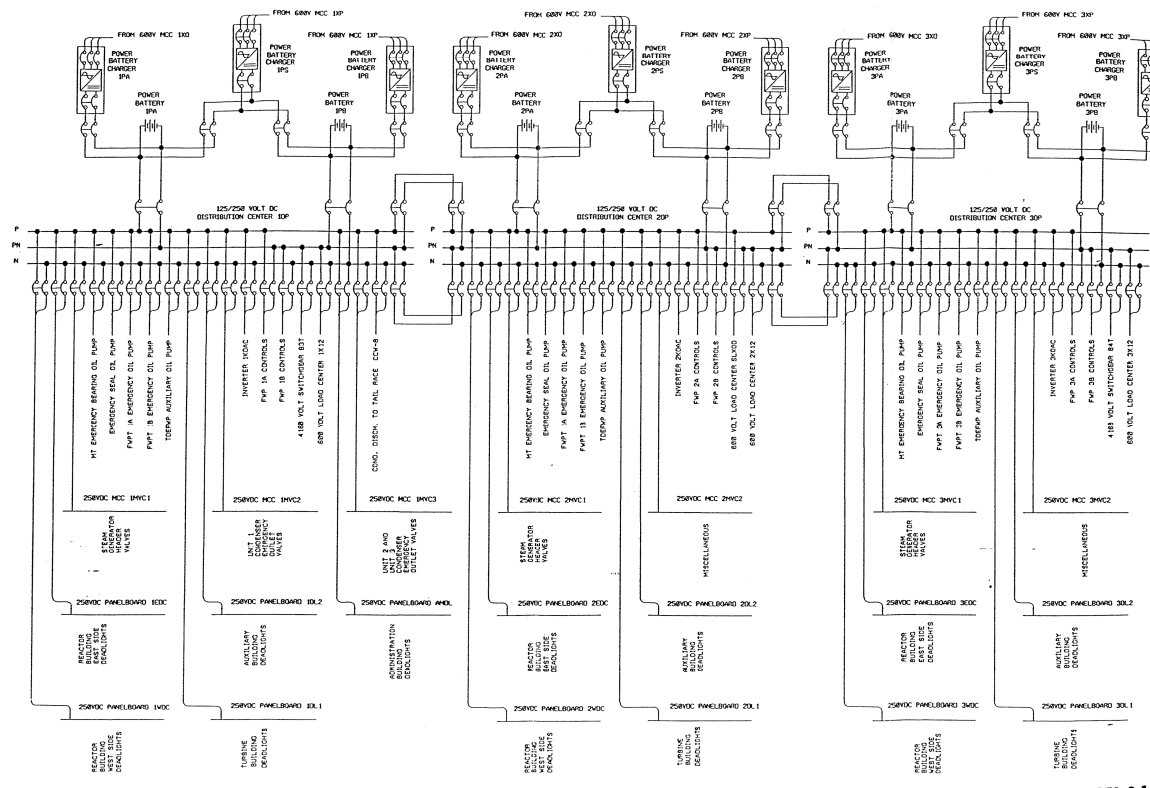 FROM 600V MCC 1XP
FROM 600V MCC 1XO
FROM 600V MCC 1XP
POWER
BATTERY
CHARGER
1PA
POWER
BATTERY
CHARGER
1PS
POWER
BATTERY
CHARGER
1PB
POWER
BATTERY
1PA
POWER
BATTERY
1PB
FROM 600V MCC 2XO
FROM 600V MCC 2XO
FROM 600V MCC 2XP
POWER
BATTERY
CHARGER
2PA
POWER
BATTERY
CHARGER
2PS
POWER
BATTERY
CHARGER
2PB
POWER
BATTERY
2PA
POWER
BATTERY
2PB
FROM 600V MCC 3XP
FROM 600V MCC 3XO
FROM 600V MCC 3XP
POWER
BATTERY
CHARGER
3PA
POWER
BATTERY
CHARGER
3PS
POWER
BATTERY
CHARGER
3PB
POWER
BATTERY
3PA
POWER
BATTERY
3PB
125/250 VOLT DC
DISTRIBUTION CENTER 1DP
125/250 VOLT DC
DISTRIBUTION CENTER 2DP
125/250 VOLT DC
DISTRIBUTION CENTER 3DP
P
PN
N
P
PN
N
P
PN
N
MT EMERGENCY BEARING OIL PUMP
EMERGENCY SEAL OIL PUMP
FWPT 1A EMERGENCY OIL PUMP
FWPT 1B EMERGENCY OIL PUMP
TDEFWP AUXILIARY OIL PUMP
INVERTER 1KOAC
FWP 1A CONTROLS
FWP 1B CONTROLS
4160 VOLT SWITCHGEAR B3T
600 VOLT LOAD CENTER 1X12
COND. DISCH. TO TAIL RACE CCW-8
MT EMERGENCY BEARING OIL PUMP
EMERGENCY SEAL OIL PUMP
FWPT 1A EMERGENCY OIL PUMP
FWPT 1B EMERGENCY OIL PUMP
TDEFWP AUXILIARY OIL PUMP
INVERTER 2KOAC
FWP 2A CONTROLS
FWP 2B CONTROLS
600 VOLT LOAD CENTER SLXOD
600 VOLT LOAD CENTER 2X12
MT EMERGENCY BEARING OIL PUMP
EMERGENCY SEAL OIL PUMP
FWPT 3A EMERGENCY OIL PUMP
FWPT 2B EMERGENCY OIL PUMP
TDEFWP AUXILIARY OIL PUMP
INVERTER 3KOAC
FWP 3A CONTROLS
FWP 3B CONTROLS
4160 VOLT SWITCHGEAR B4T
600 VOLT LOAD CENTER 3X12
250VDC MCC 1MVC1
250VDC MCC 1MVC2
250VDC MCC 1MVC3
250VDC MCC 2MVC1
250VDC MCC 2MVC2
250VDC MCC 3MVC1
250VDC MCC 3MVC2
STEAM
GENERATOR
HEADER
VALVES
UNIT 1
CONDENSER
EMERGENCY
OUTLET
VALVES
UNIT 2 AND
UNIT 3
CONDENSER
EMERGENCY
OUTLET VALVES
STEAM
GENERATOR
HEADER
VALVES
MISCELLANEOUS
STEAM
GENERATOR
HEADER
VALVES
MISCELLANEOUS
250VDC PANELBOARD 1EDC
250VDC PANELBOARD 1DL2
250VDC PANELBOARD AMDL
250VDC PANELBOARD 2EDC
250VDC PANELBOARD 2DL2
250VDC PANELBOARD 3EDC
250VDC PANELBOARD 3DL2
REACTOR
BUILDING
EAST SIDE
DEADLIGHTS
AUXILIARY
BUILDING
DEADLIGHTS
ADMINISTRATION
BUILDING
DEADLIGHTS
REACTOR
BUILDING
EAST SIDE
DEADLIGHTS
AUXILIARY
BUILDING
DEADLIGHTS
REACTOR
BUILDING
EAST SIDE
DEADLIGHTS
AUXILIARY
BUILDING
DEADLIGHTS
250VDC PANELBOARD 1WDC
250VDC PANELBOARD 1DL1
250VDC PANELBOARD 2WDC
250VDC PANELBOARD 2DL1
250VDC PANELBOARD 3WDC
250VDC PANELBOARD 3DL1
REACTOR
BUILDING
WEST SIDE
DEADLIGHTS
TURBINE
BUILDING
DEADLIGHTS
REACTOR
BUILDING
WEST SIDE
DEADLIGHTS
TURBINE
BUILDING
DEADLIGHTS
REACTOR
BUILDING
WEST SIDE
DEADLIGHTS
TURBINE
BUILDING
DEADLIGHTS